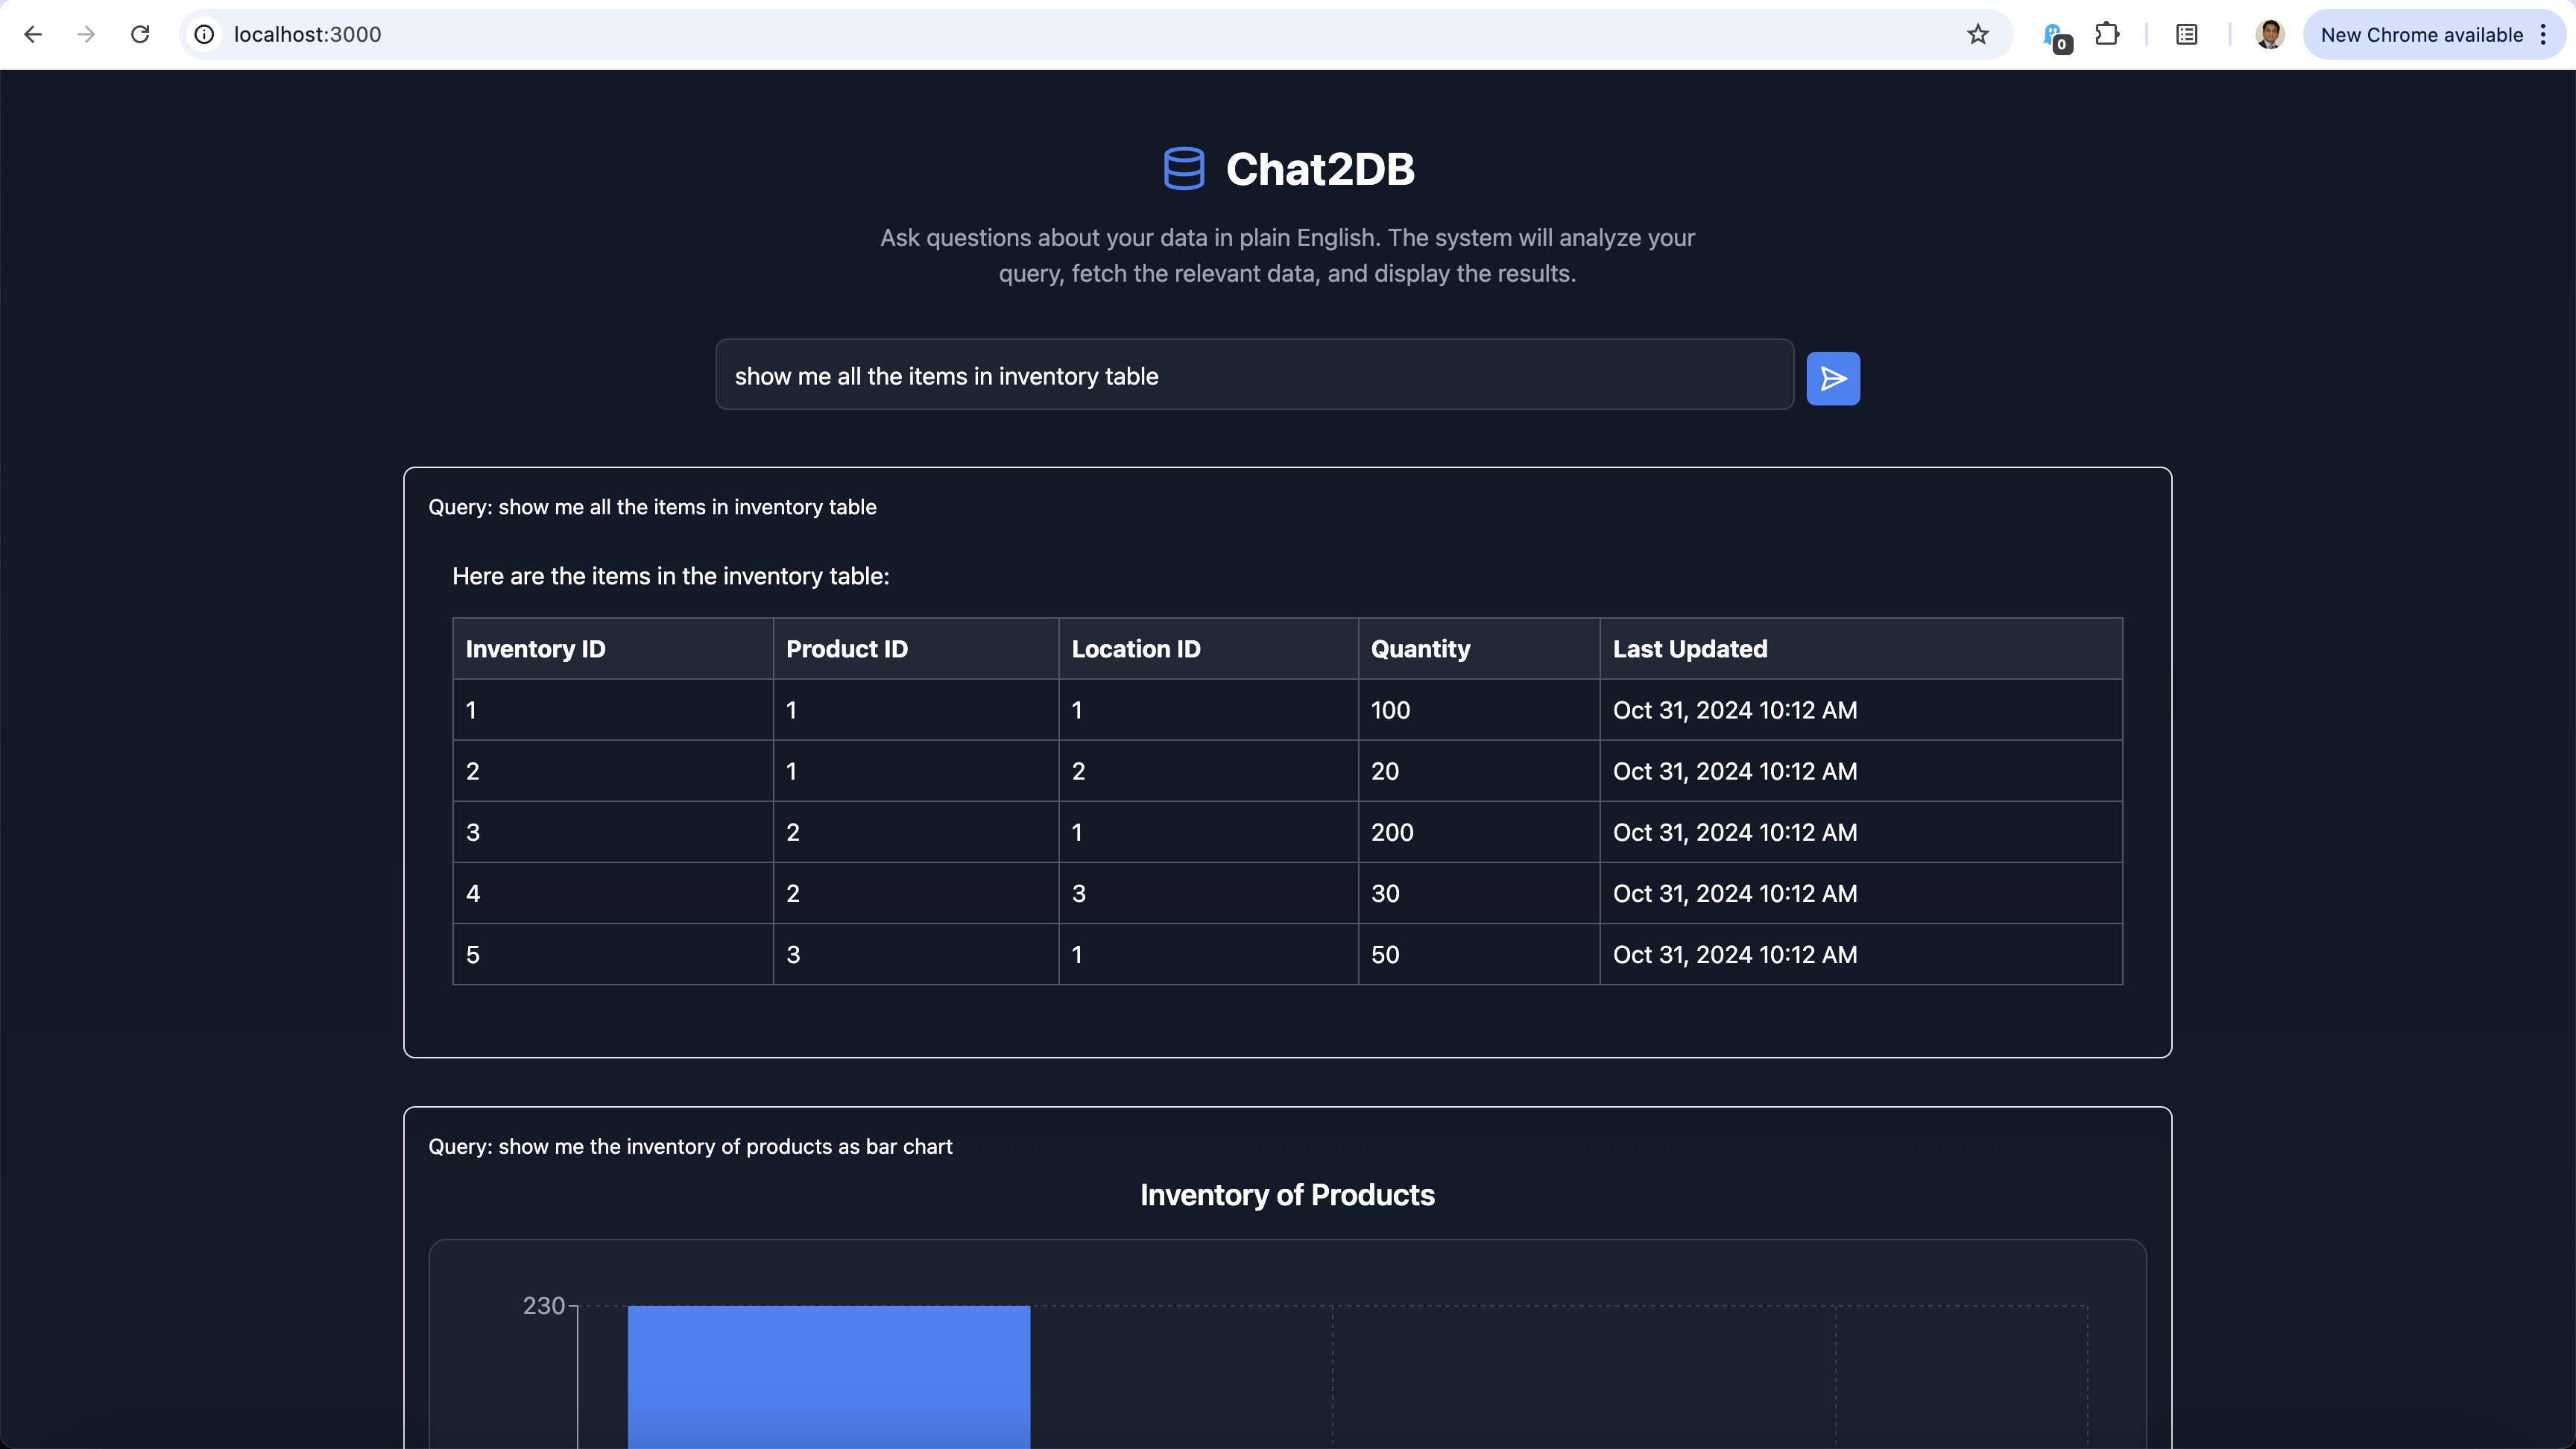 localhost:3000
0
New Chrome available
Chat2DB
Ask questions about your data in plain English. The system will analyze your
query, fetch the relevant data, and display the results.
show me all the items in inventory table
Query: show me all the items in inventory table
Here are the items in the inventory table:
Inventory ID Product ID Location ID Quantity Last Updated
1 1 1 100 Oct 31, 2024 10:12 AM
2 1 2 20 Oct 31, 2024 10:12 AM
3 2 1 200 Oct 31, 2024 10:12 AM
4 2 3 30 Oct 31, 2024 10:12 AM
5 3 1 50 Oct 31, 2024 10:12 AM
Query: show me the inventory of products as bar chart
Inventory of Products
230